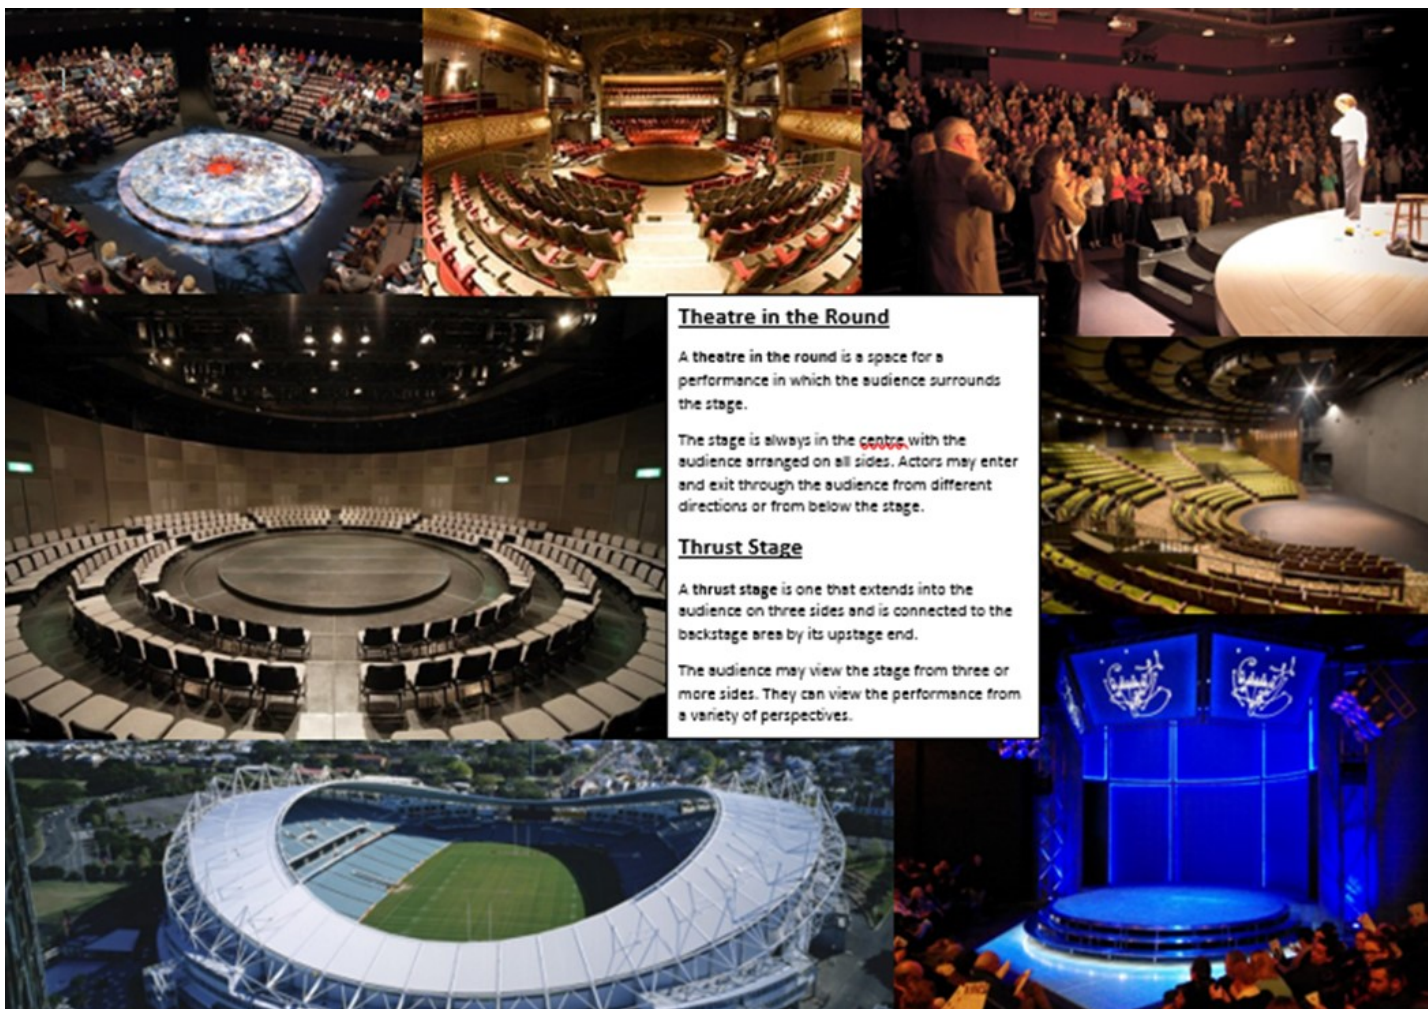 Theatre in the Round
A theatre in the round is a space for a
performance in which the audience surrounds
the stage.
The stage is always in the centre with the
audience arranged on all sides. Actors may enter
and exit through the audience from different
directions or from below the stage.
Thrust Stage
A thrust stage is one that extends into the
audience on three sides and is connected to the
backstage area by its upstage end.
The audience may view the stage from three or
more sides. They can view the performance from
a variety of perspectives.